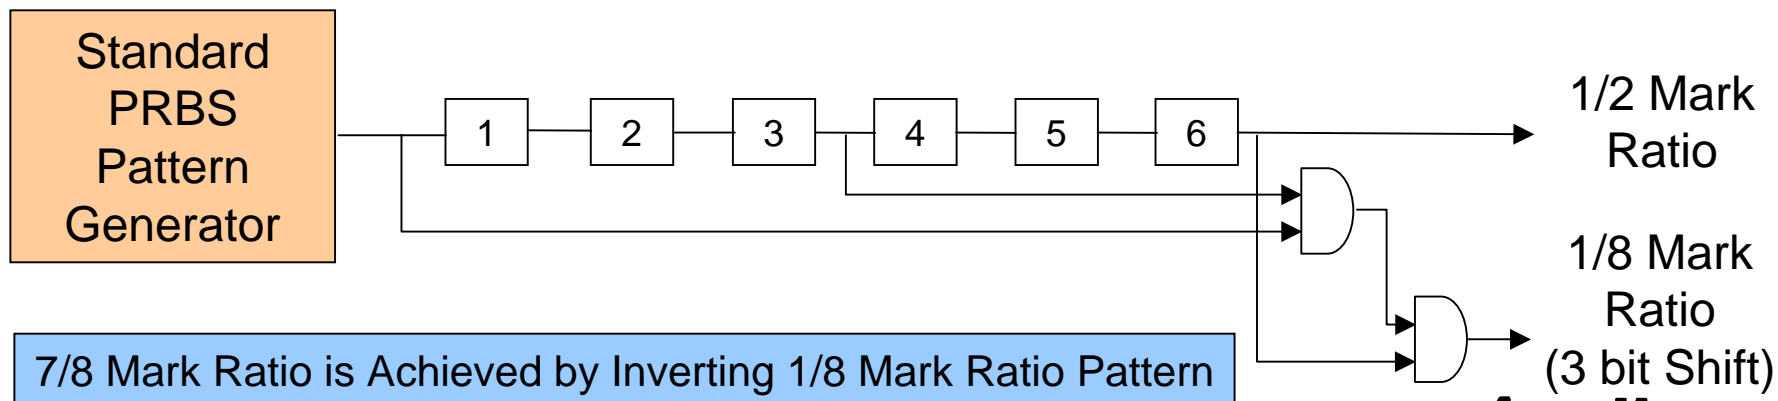 Standard
PRBS
Pattern
Generator
1 2 3 4 5 6
1/2 Mark
Ratio
1/8 Mark
Ratio
(3 bit Shift)
7/8 Mark Ratio is Achieved by Inverting 1/8 Mark Ratio Pattern